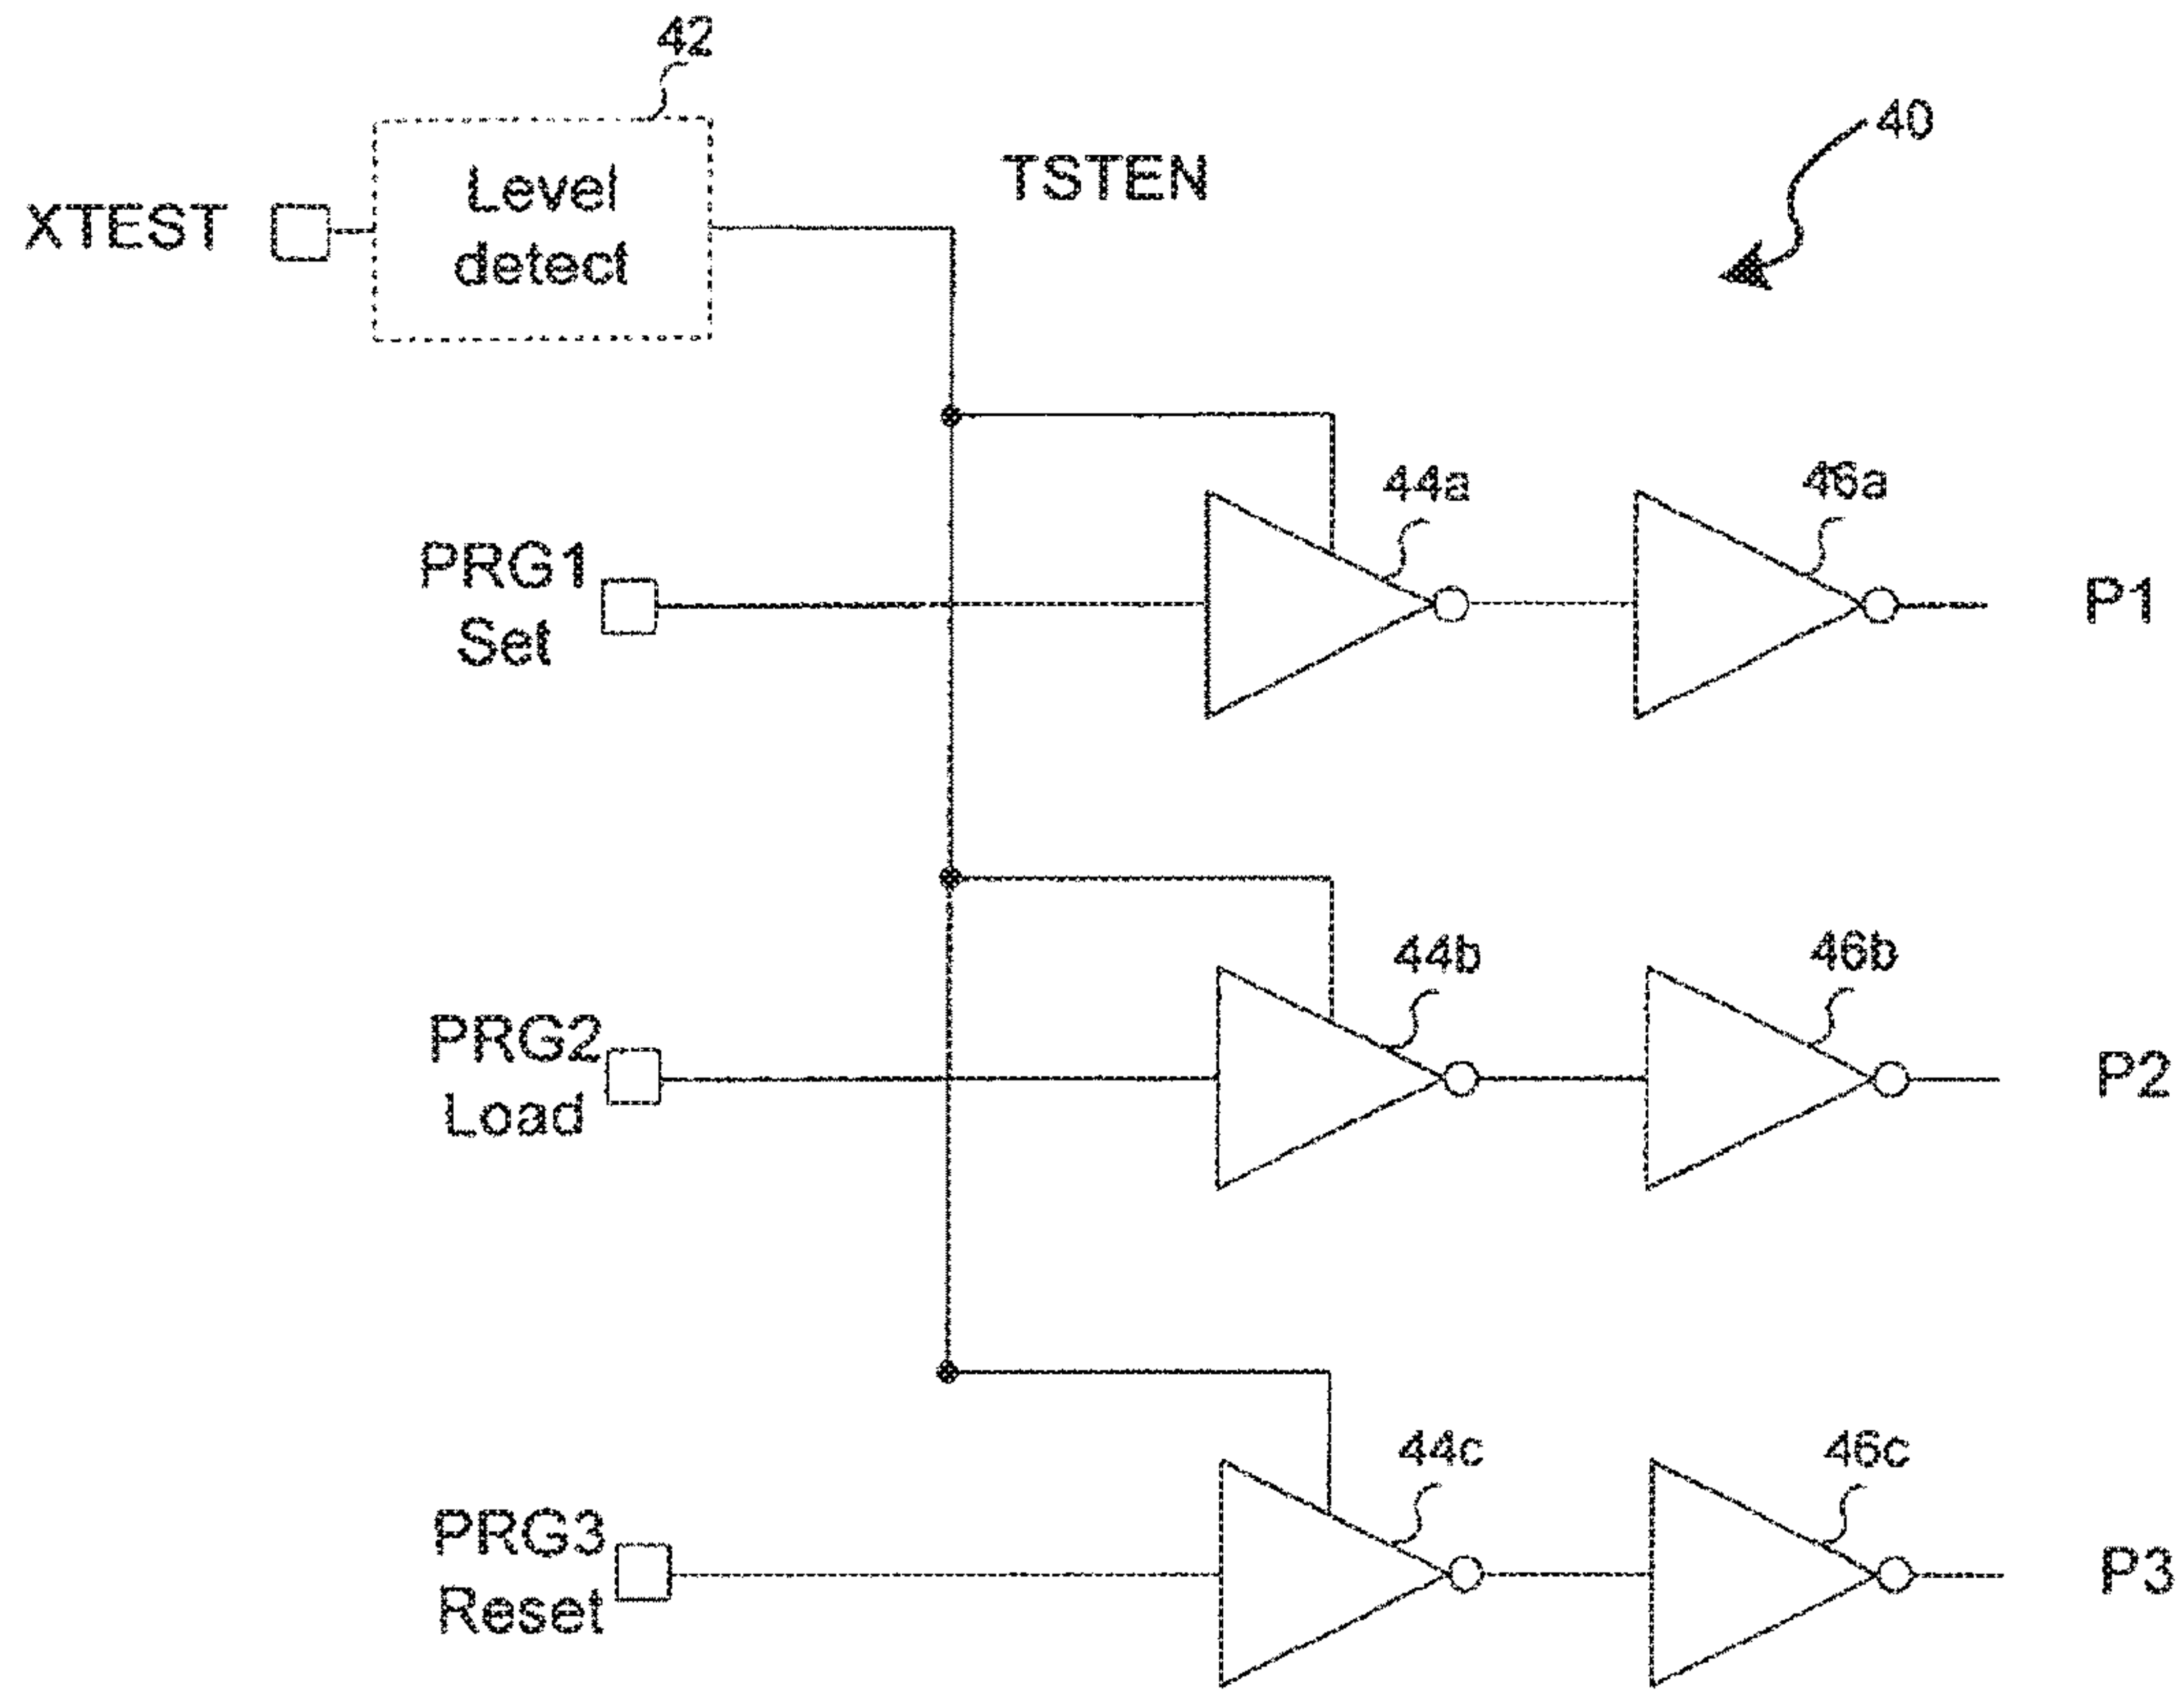 42
40
Level
detect
TSTEN
XTEST
44a
46a
PRG1
Set
P1
44b
46b
PRG2
Load
P2
44c
46c
PRG3
Reset
P3